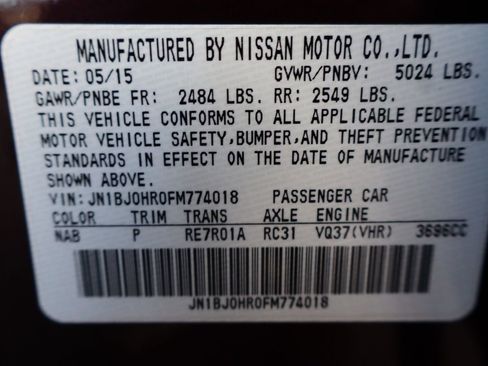 MANUFACTURED BY NISSAN MOTOR CO.,LTD.
DATE: 05/15 GVWR/PNBV: 5024 LBS.
GAWR/PNBE FR: 2484 LBS. RR: 2549 LBS.
THIS VEHICLE CONFORMS TO ALL APPLICABLE FEDERAL
MOTOR VEHICLE SAFETY,BUMPER,AND THEFT PREVENTION
STANDARDS IN EFFECT ON THE DATE OF MANUFACTURE
SHOWN ABOVE.
VIN: JN1BJ0HR0FM774018 PASSENGER CAR
COLOR TRIM TRANS AXLE ENGINE
NAB P RE7R01A RC31 VQ37(VHR) 3696CC
JN1BJ0HR0FM774018